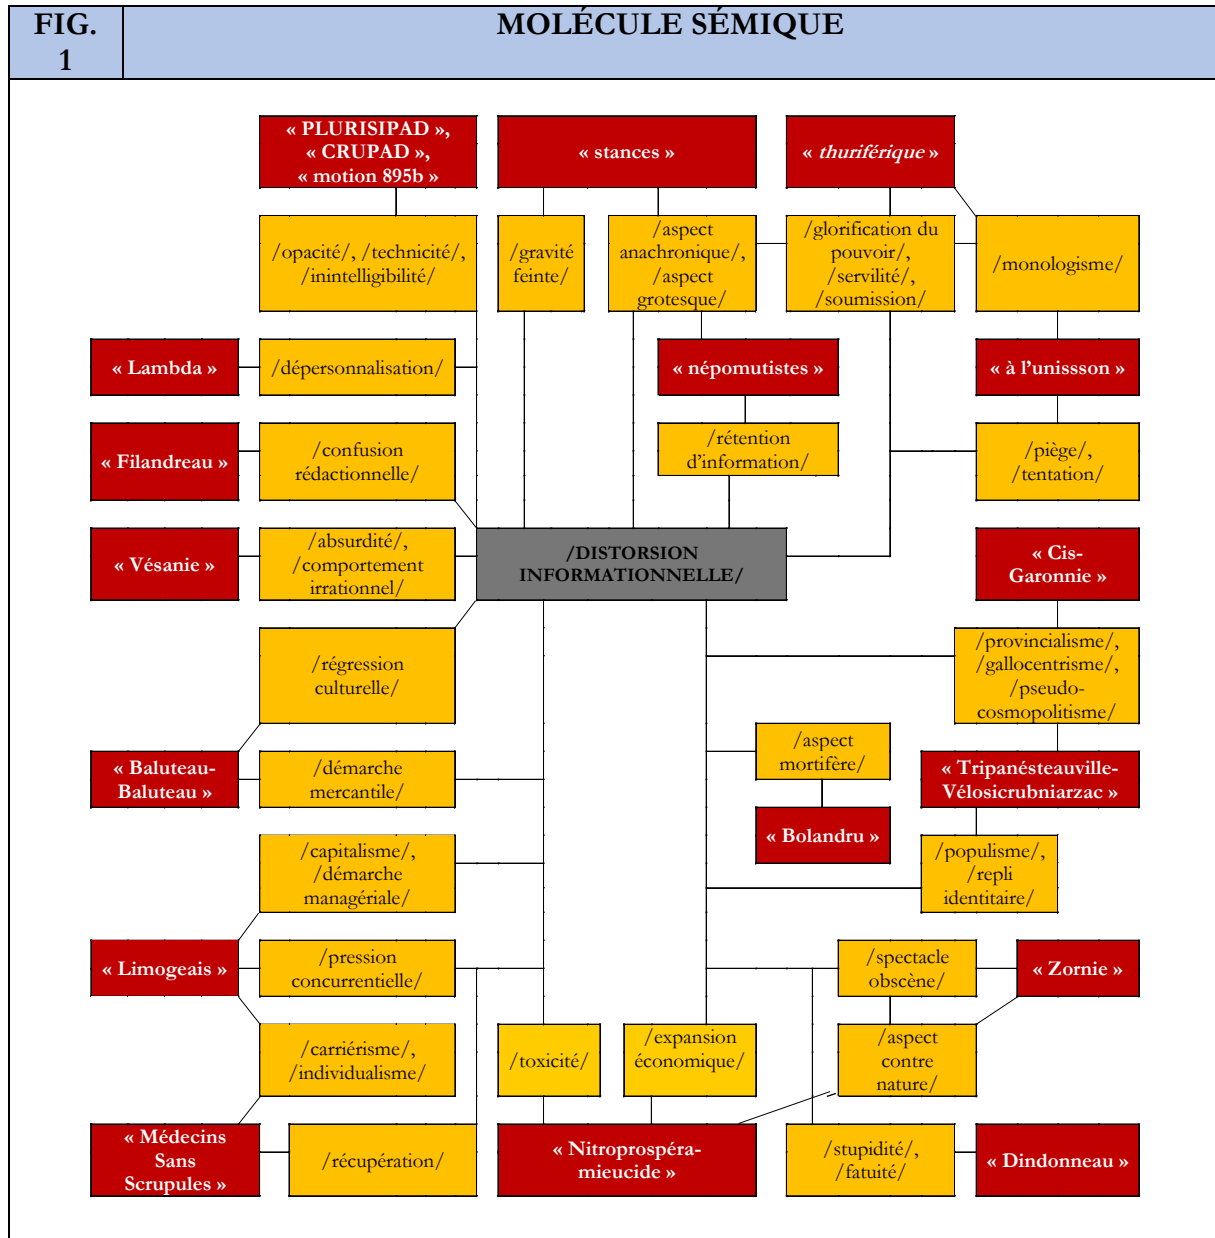 FIG.
1
MOLÉCULE SÉMIQUE
« PLURISIPAD »,
« CRUPAD »,
« motion 895b »
« stances »
« thuriférique »
/opacité/, /technicité/,
/inintelligibilité/
/gravité
feinte/
/aspect
anachronique/,
/aspect
grotesque/
/glorification du
pouvoir/,
/servilité/,
/soumission/
/monologisme/
« Lambda »
/dépersonnalisation/
« népomutistes »
« à l’unissson »
« Filandreau »
/confusion
rédactionnelle/
/rétention
d’information/
/piège/,
/tentation/
« Vésanie »
/absurdité/,
/comportement
irrationnel/
/DISTORSION
INFORMATIONNELLE/
« Cis-
Garonnie »
/régression
culturelle/
/provincialisme/,
/gallocentrisme/,
/pseudo-
cosmopolitisme/
« Baluteau-
Baluteau »
/démarche
mercantile/
/aspect
mortifère/
« Tripanésteauville-
Vélosicrubniarzac »
« Bolandru »
/capitalisme/,
/démarche
managériale/
/populisme/,
/repli
identitaire/
« Limogeais »
/pression
concurrentielle/
/spectacle
obscène/
« Zornie »
/carriérisme/,
/individualisme/
/toxicité/
/expansion
économique/
/aspect
contre
nature/
« Médecins
Sans
Scrupules »
/récupération/
« Nitroprospéra-
mieucide »
/stupidité/,
/fatuité/
« Dindonneau »